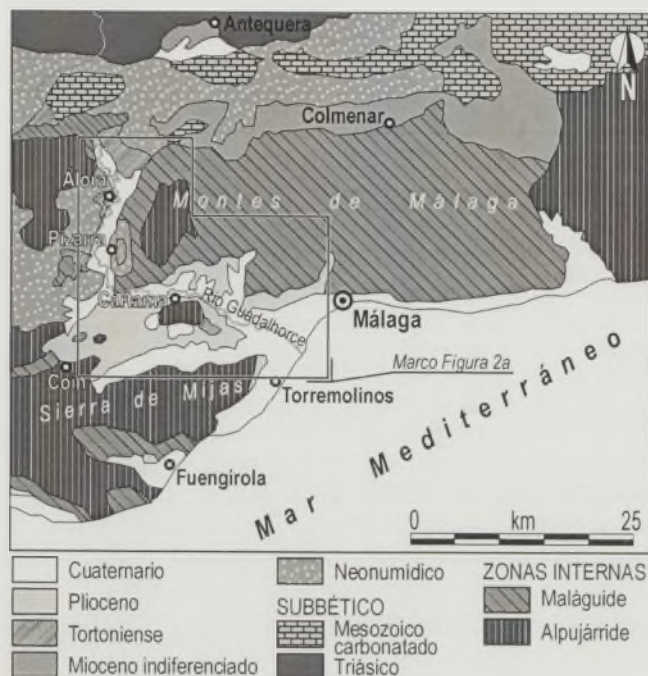 Antequera
N
Colmenar
Álora
Montes de Málaga
Pizarra
Cártama
Río Guadalhorce
Málaga
Marco Figura 2a
Coín
Sierra de Mijas
Torremolinos
Mar Mediterráneo
Fuengirola
0 25
km
Cuaternario
Plioceno
Tortoniense
Mioceno indiferenciado
Neonumídico
SUBBÉTICO
Mesozoico
carbonatado
Triásico
ZONAS INTERNAS
Maláguide
Alpujárride